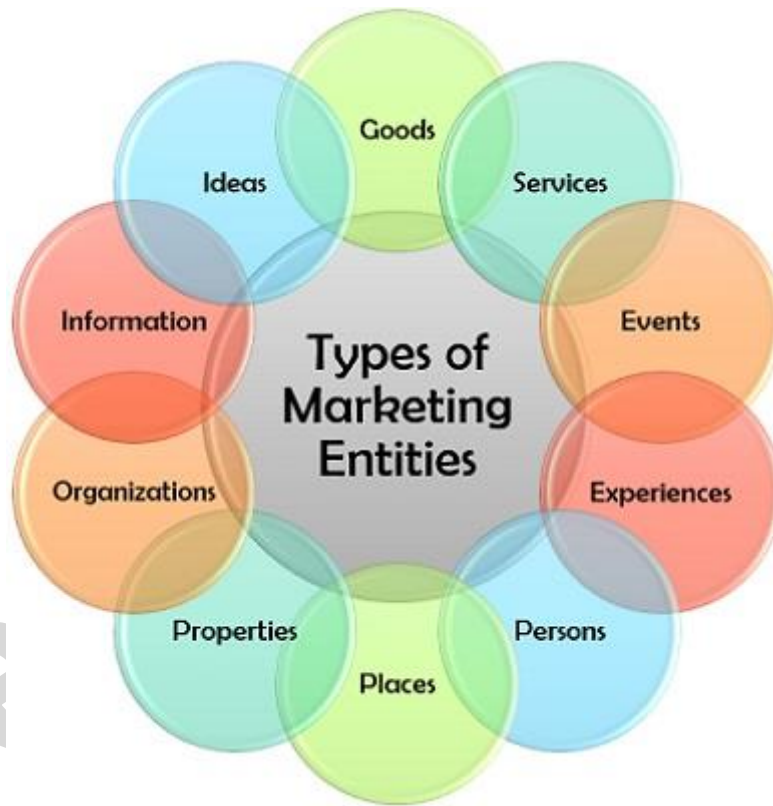 Goods
Services
Events
Experiences
Persons
Places
Properties
Organizations
Information
Ideas
Types of
Marketing
Entities